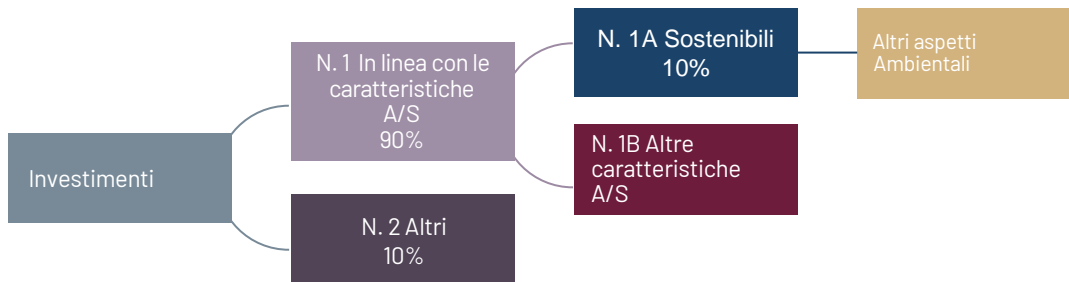 Investimenti
N. 1 In linea con le
caratteristiche
A/S
90%
N. 2 Altri
10%
N. 1A Sostenibili
10%
N. 1B Altre
caratteristiche
A/S
Altri aspetti
Ambientali